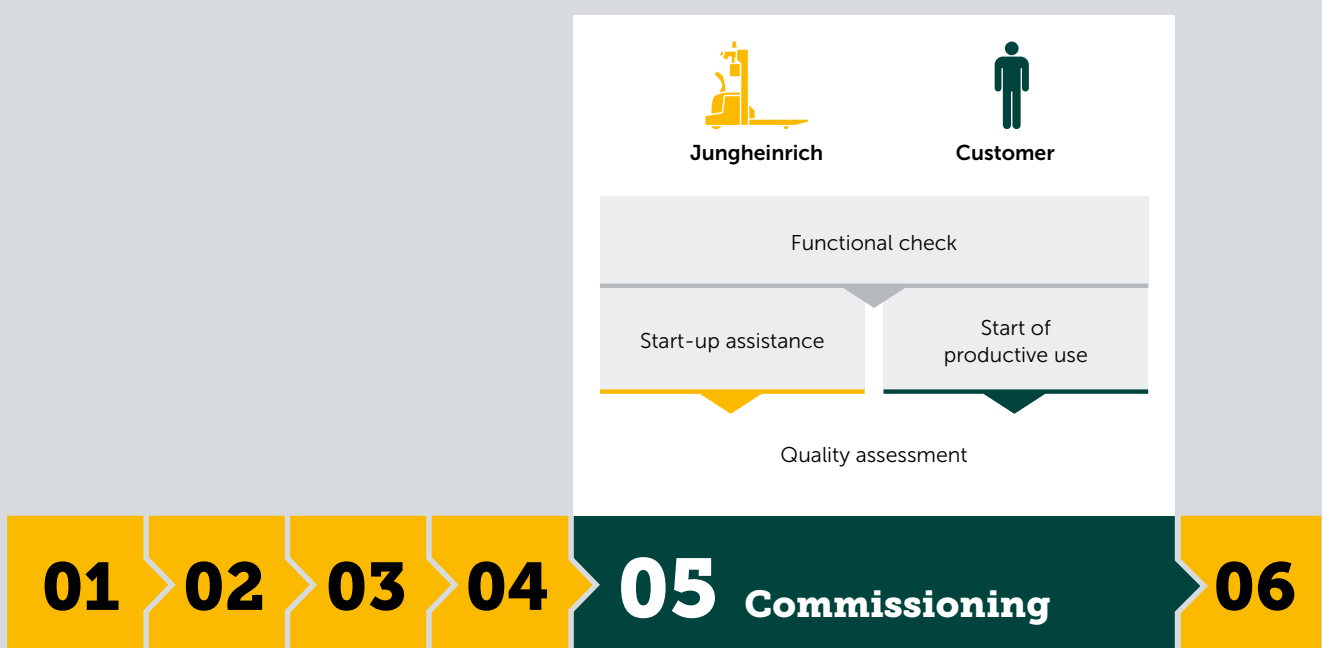 Jungheinrich
Customer
Functional check
Start-up assistance
Start of
productive use
Quality assessment
01
02
03
04
05 Commissioning
06